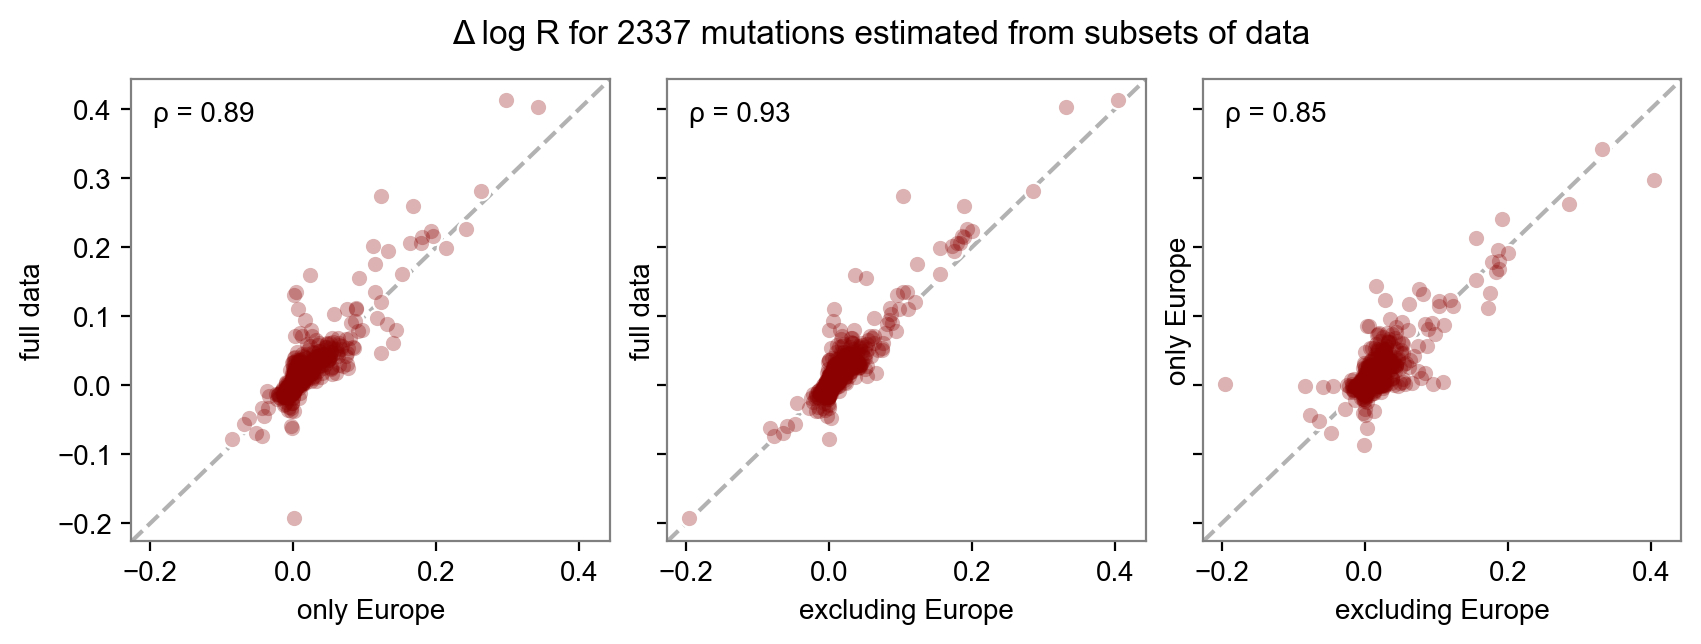 Δ log R for 2337 mutations estimated from subsets of data
ρ = 0.89
0.4
0.3
0.2
0.1
0.0
−0.1
−0.2
full data
−0.2 0.0 0.2 0.4
only Europe
ρ = 0.93
full data
−0.2 0.0 0.2 0.4
excluding Europe
ρ = 0.85
only Europe
−0.2 0.0 0.2 0.4
excluding Europe